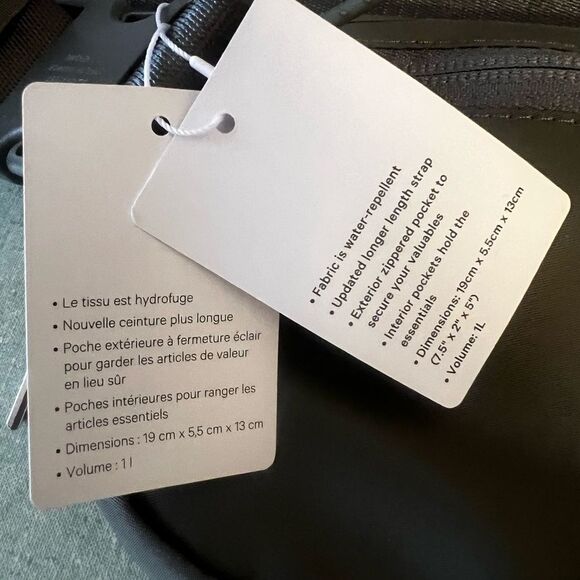 • Le tissu est hydrofuge
• Nouvelle ceinture plus longue
• Poche extérieure à fermeture éclair
pour garder les articles de valeur
en lieu sûr
• Poches intérieures pour ranger les
articles essentiels
• Dimensions : 19 cm x 5,5 cm x 13 cm
• Volume : 1 l
• Fabric is water-repellent
• Updated longer length strap
• Exterior zippered pocket to
secure your valuables
• Interior pockets hold the
essentials
• Dimensions: 19cm x 5.5cm x 13cm
(7.5" x 2" x 5")
• Volume: 1L